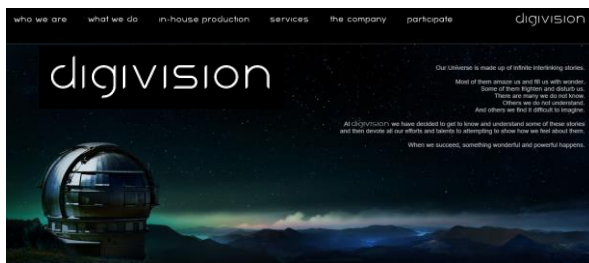 who we are what we do in-house production services the company participate digivision
digivision
Our Universe is made up of infinite interlinking stories.
Most of them amaze us and fill us with wonder.
Some of them frighten and disturb us.
There are many we do not know.
Others we do not understand.
And others we find it difficult to imagine.
At digivision we have decided to get to know and understand some of these stories
and then devote all our efforts and talents to attempting to show how we feel about them.
When we succeed, something wonderful and powerful happens.